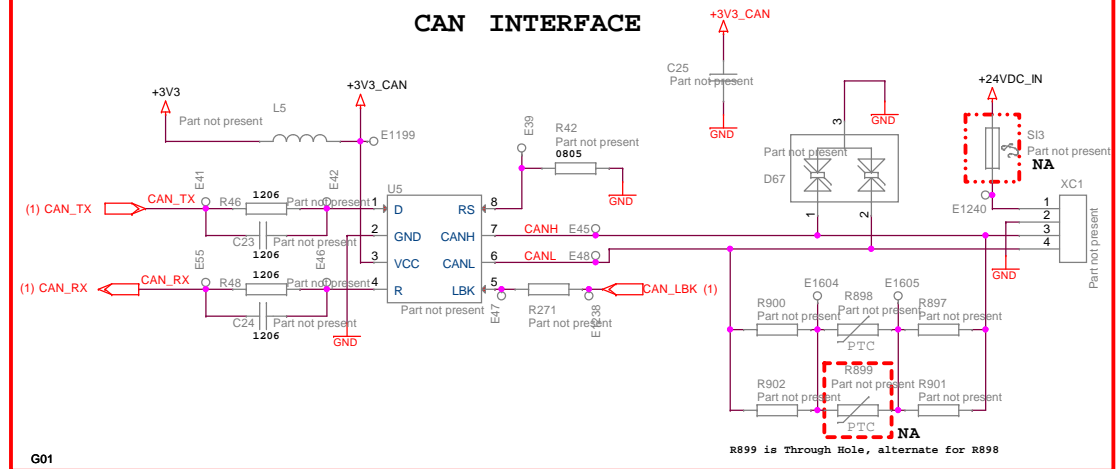 CAN INTERFACE
+3V3_CAN
C25
Part not present
GND
+24VDC_IN
SI3
Part not present
NA
+3V3
+3V3_CAN
L5
Part not present
E1199
E39
R42
Part not present
0805
GND
3
GND
Part not present
D67
1
2
E1240
XC1
1
2
3
4
Part not present
GND
E41
E42
(1) CAN_TX
CAN_TX
R46
1206
Part not present
C23
Part not present
1206
E55
E46
(1) CAN_RX
CAN_RX
R48
1206
Part not present
C24
Part not present
1206
GND
U5
1
D
RS
8
2
GND
CANH
7
3
VCC
CANL
6
4
R
LBK
5
Part not present
CANH
E45
CANL
E48
E47
R271
Part not present
E1238
CAN_LBK (1)
E1604
E1605
R900
Part not present
R898
Part not present
PTC
R897
Part not present
R902
Part not present
R899
Part not present
PTC
R901
Part not present
NA
R899 is Through Hole, alternate for R898
G01